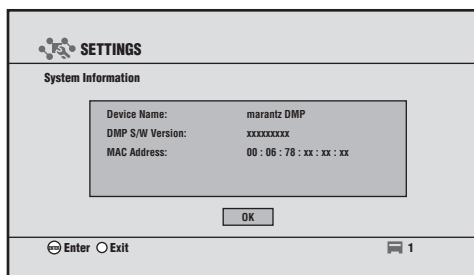 SETTINGS
System Information
Device Name: marantz DMP
DMP S/W Version: xxxxxxxxx
MAC Address: 00 : 06 : 78 : xx : xx : xx
OK
Enter Exit 1